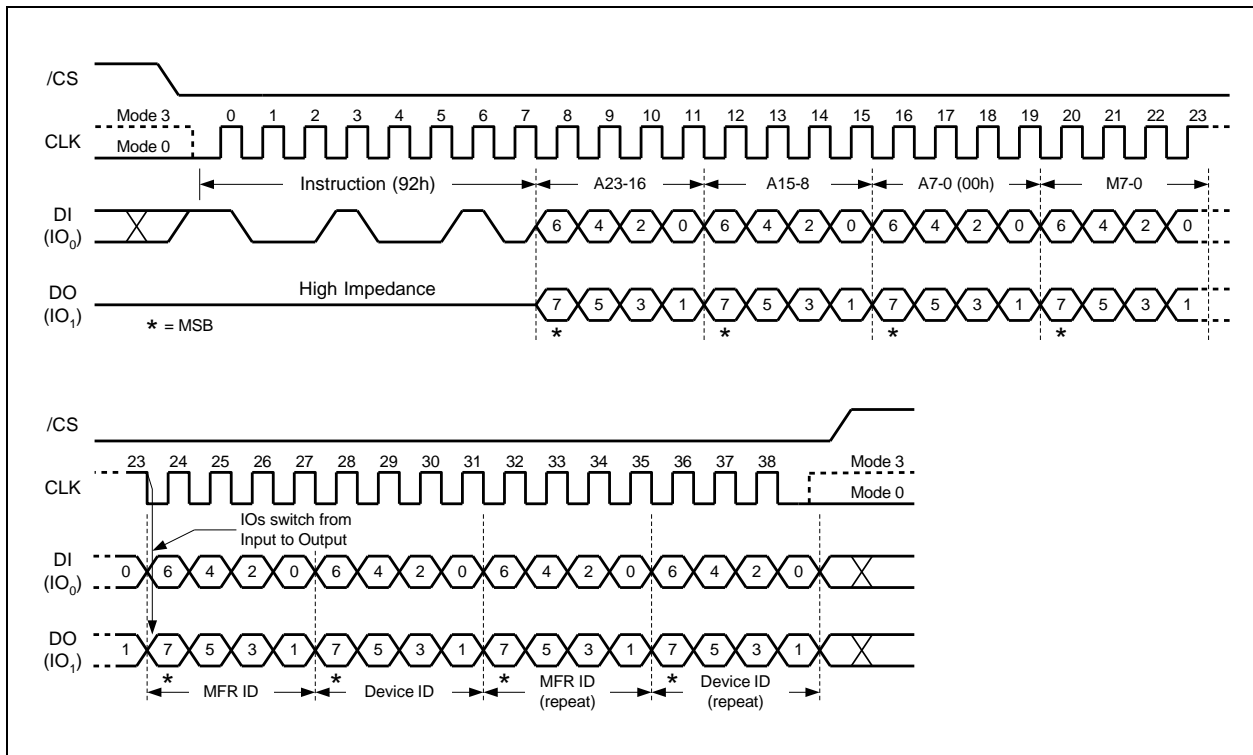 /CS
Mode 3 0 1 2 3 4 5 6 7 8 9 10 11 12 13 14 15 16 17 18 19 20 21 22 23
CLK
Mode 0
Instruction (92h) A23-16 A15-8 A7-0 (00h) M7-0
DI
(IO0) 6 4 2 0 6 4 2 0 6 4 2 0 6 4 2 0
High Impedance
DO
(IO1) 7 5 3 1 7 5 3 1 7 5 3 1 7 5 3 1
* = MSB * * * *
/CS
23 24 25 26 27 28 29 30 31 32 33 34 35 36 37 38 Mode 3
CLK
Mode 0
IOs switch from
Input to Output
DI
(IO0) 0 6 4 2 0 6 4 2 0 6 4 2 0 6 4 2 0
DO
(IO1) 1 7 5 3 1 7 5 3 1 7 5 3 1 7 5 3 1
* * * *
MFR ID Device ID MFR ID
(repeat) Device ID
(repeat)